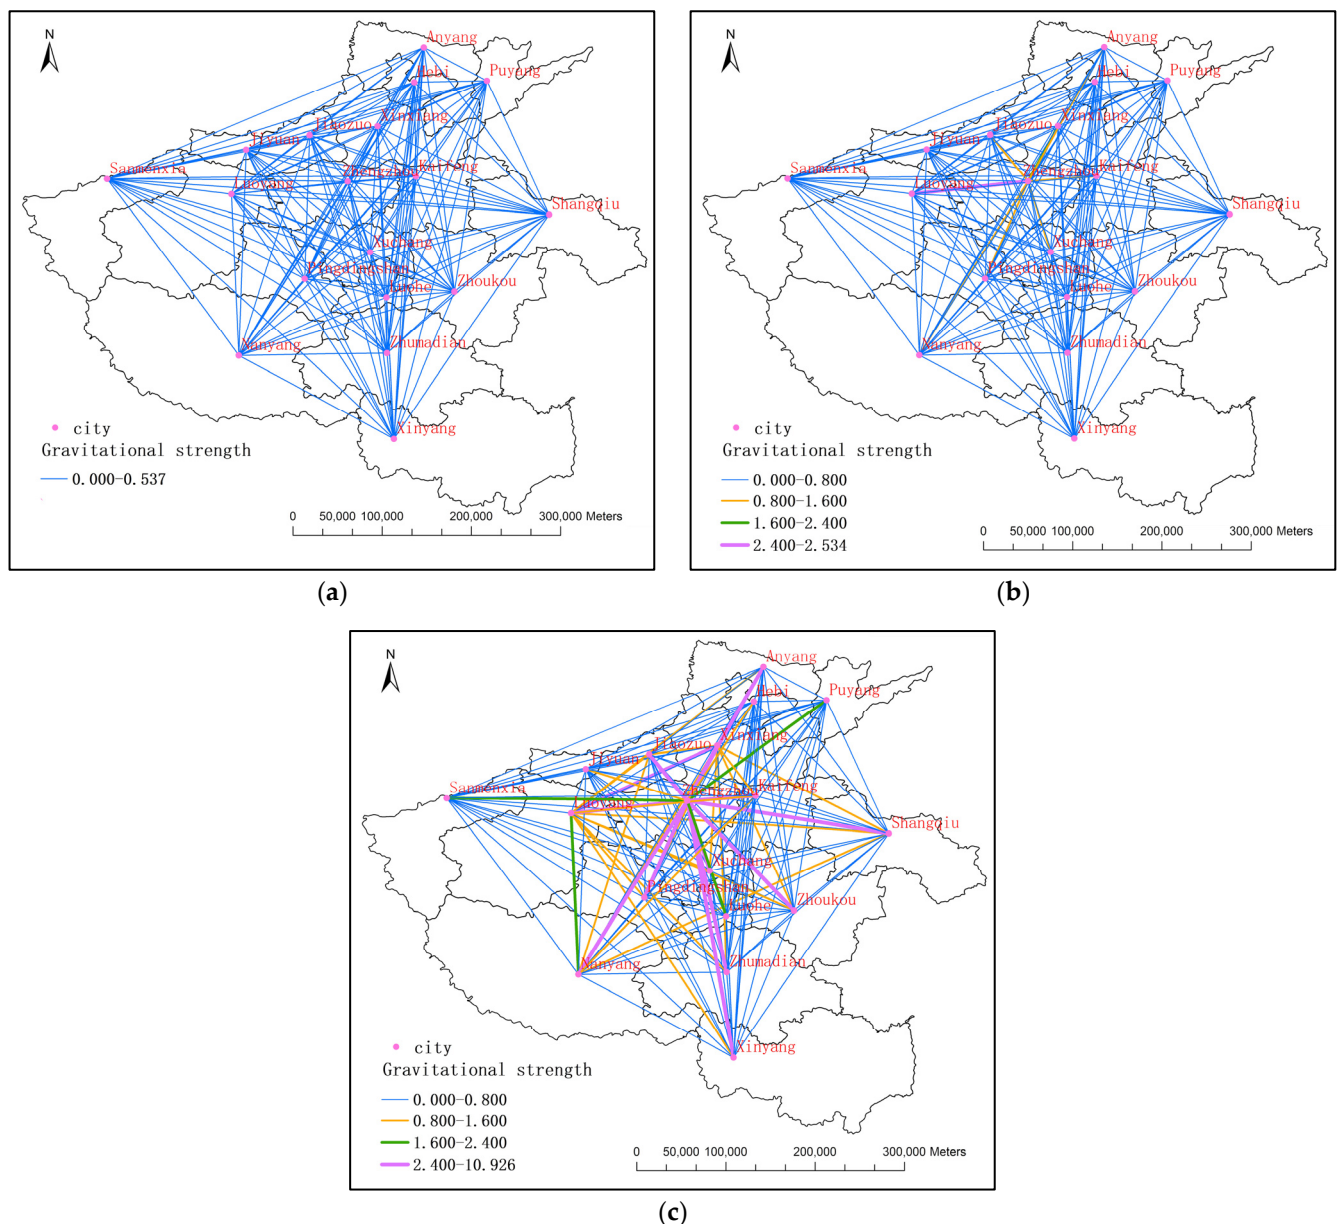 N
Anyang
Hebi
Puyang
Xinxiang
Jiaozuo
Jiyuan
Sanmenxia
Kaifeng
Zhengzhou
Luoyang
Shangqiu
Xuchang
Pingdingshan
Zhoukou
Luohe
Nanyang
Zhumadian
Xinyang
city
Gravitational strength
0.000-0.537
0 50,000 100,000 200,000 300,000 Meters
(a)
N
Anyang
Hebi
Puyang
Xinxiang
Jiaozuo
Jiyuan
Sanmenxia
Kaifeng
Zhengzhou
Luoyang
Shangqiu
Xuchang
Pingdingshan
Zhoukou
Luohe
Nanyang
Zhumadian
Xinyang
city
Gravitational strength
0.000-0.800
0.800-1.600
1.600-2.400
2.400-2.534
0 50,000 100,000 200,000 300,000 Meters
(b)
N
Anyang
Hebi
Puyang
Xinxiang
Jiaozuo
Jiyuan
Sanmenxia
Kaifeng
Zhengzhou
Luoyang
Shangqiu
Xuchang
Pingdingshan
Zhoukou
Luohe
Nanyang
Zhumadian
Xinyang
city
Gravitational strength
0.000-0.800
0.800-1.600
1.600-2.400
2.400-10.926
0 50,000 100,000 200,000 300,000 Meters
(c)